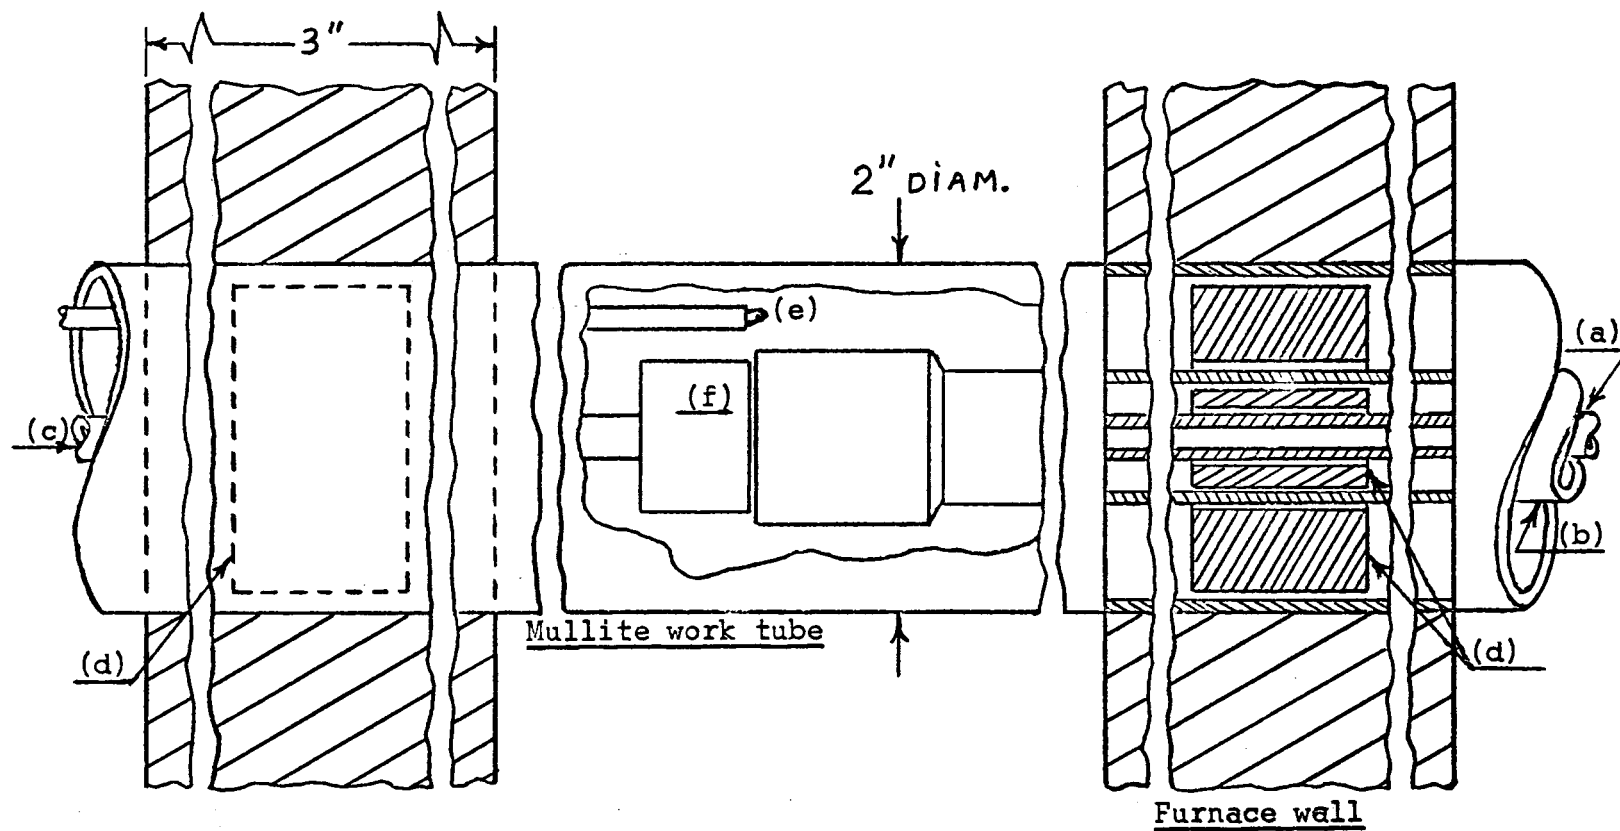 3"
2" DIAM.
(a)
(e)
(f)
(c)
(b)
Mullite work tube
(d)
(d)
Furnace wall